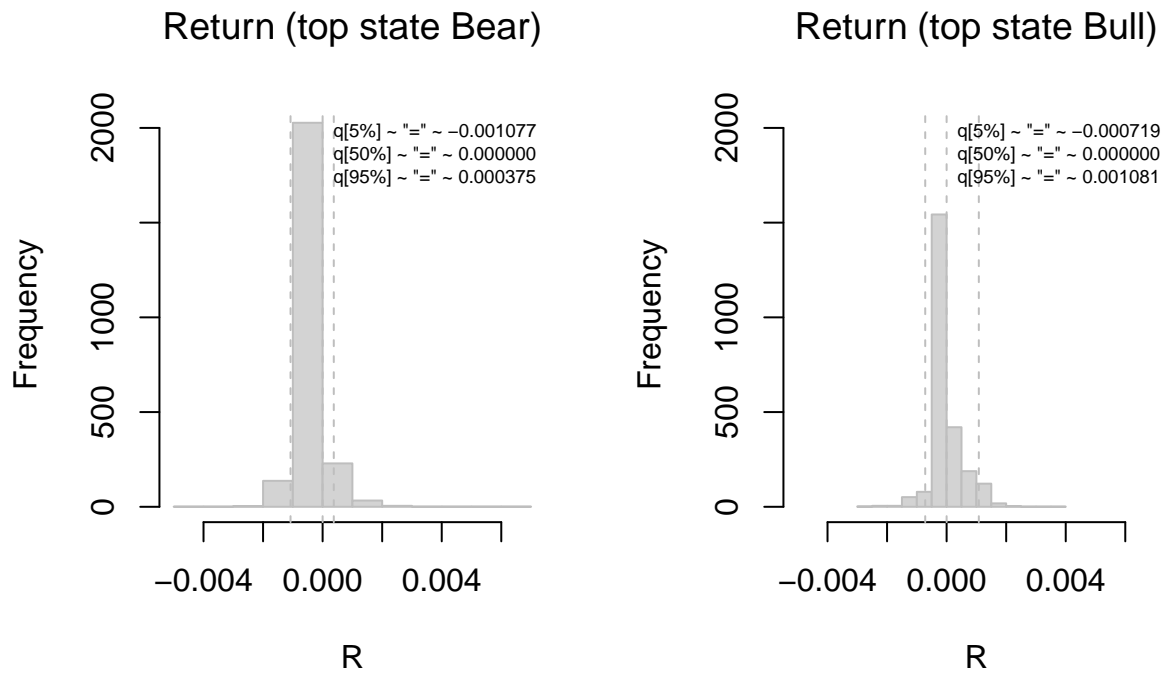 Return (top state Bear)
Frequency
2000
1000
500
0
q[5%] ~ "=" ~ −0.001077
q[50%] ~ "=" ~ 0.000000
q[95%] ~ "=" ~ 0.000375
−0.004 0.000 0.004
R
Return (top state Bull)
Frequency
2000
1000
500
0
q[5%] ~ "=" ~ −0.000719
q[50%] ~ "=" ~ 0.000000
q[95%] ~ "=" ~ 0.001081
−0.004 0.000 0.004
R